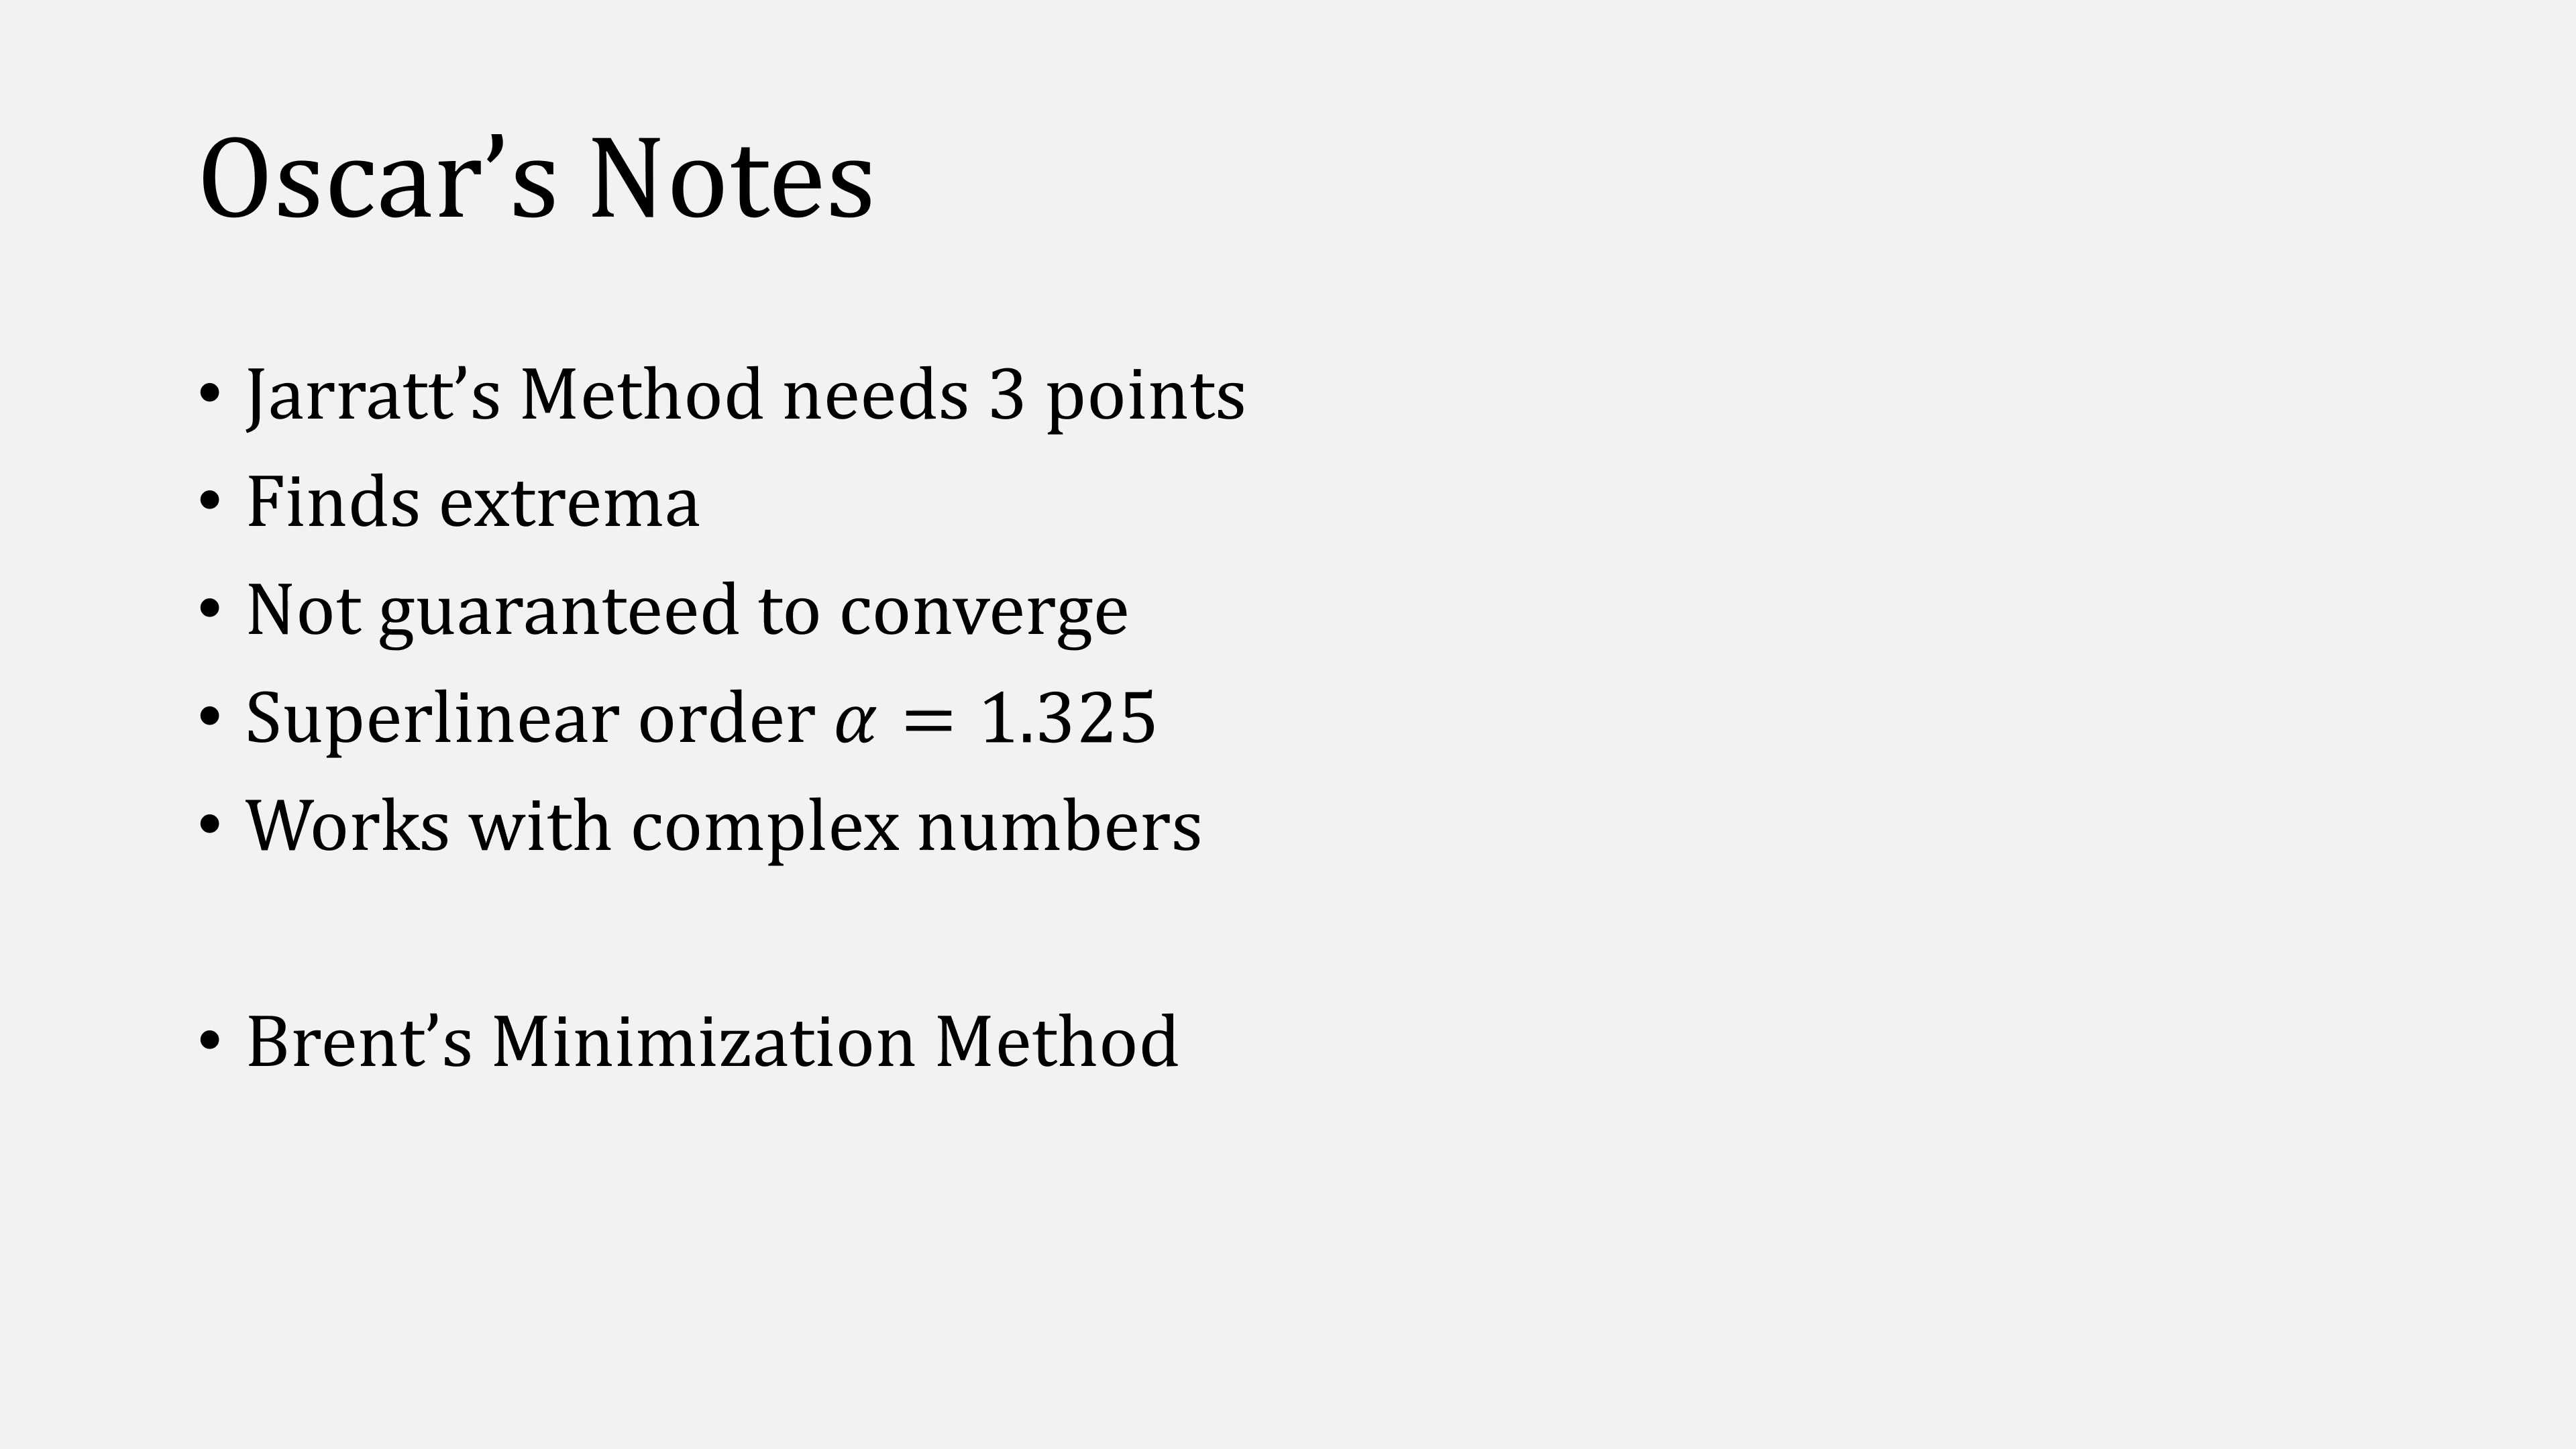 Oscar’s Notes
• Jarratt’s Method needs 3 points
• Finds extrema
• Not guaranteed to converge
• Superlinear order 𝛼 = 1.325
• Works with complex numbers
• Brent’s Minimization Method